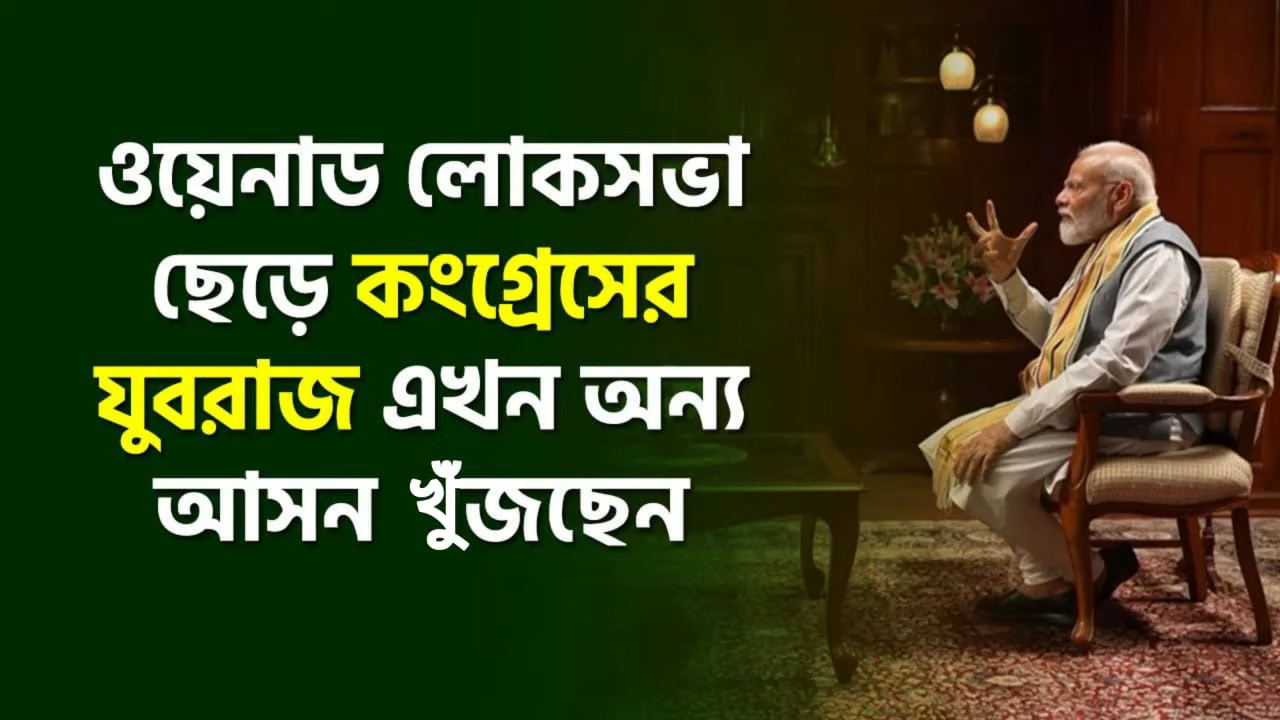 ওয়েনাড লোকসভা
ছেড়ে কংগ্রেসের
যুবরাজ এখন অন্য
আসন খুঁজছেন